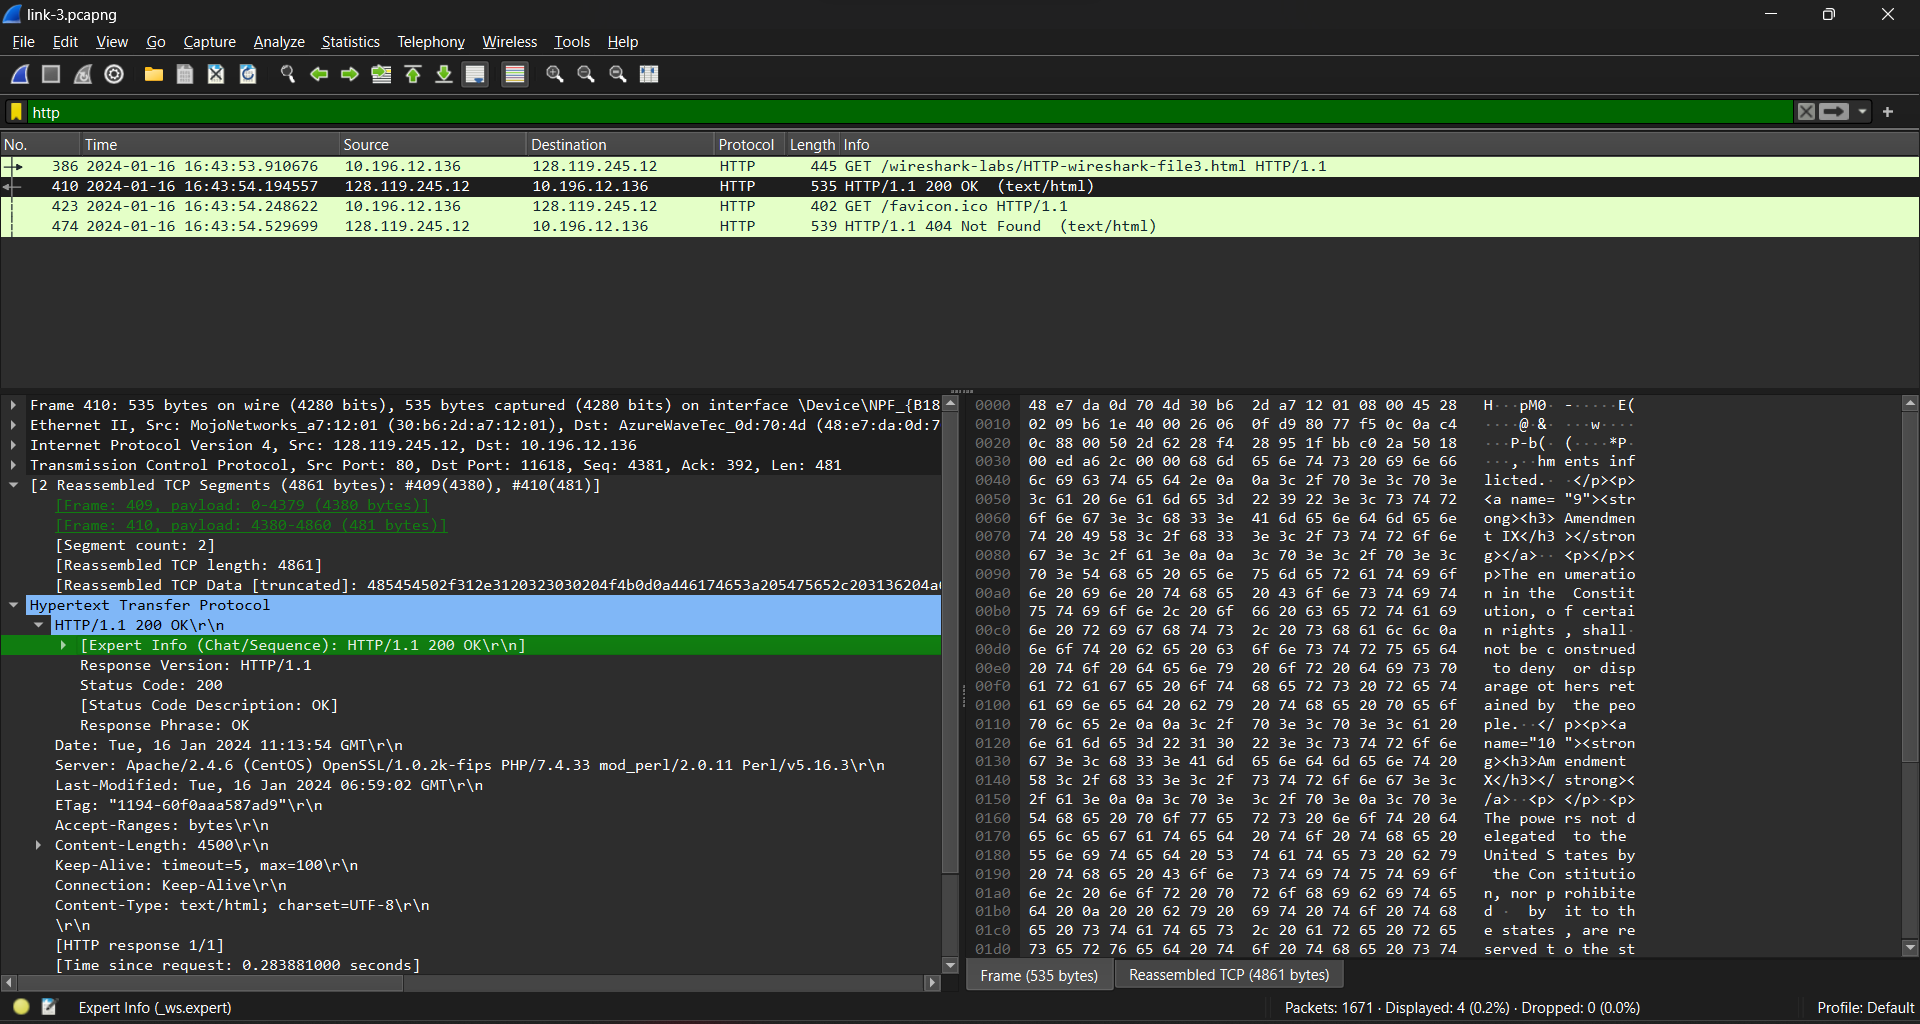 link-3.pcapng
File Edit View Go Capture Analyze Statistics Telephony Wireless Tools Help
http
No. Time Source Destination Protocol Length Info
386 2024-01-16 16:43:53.910676 10.196.12.136 128.119.245.12 HTTP 445 GET /wireshark-labs/HTTP-wireshark-file3.html HTTP/1.1
410 2024-01-16 16:43:54.194557 128.119.245.12 10.196.12.136 HTTP 535 HTTP/1.1 200 OK (text/html)
423 2024-01-16 16:43:54.248622 10.196.12.136 128.119.245.12 HTTP 402 GET /favicon.ico HTTP/1.1
474 2024-01-16 16:43:54.529699 128.119.245.12 10.196.12.136 HTTP 539 HTTP/1.1 404 Not Found (text/html)
Frame 410: 535 bytes on wire (4280 bits), 535 bytes captured (4280 bits) on interface \Device\NPF_{B18
Ethernet II, Src: MojoNetworks_a7:12:01 (30:b6:2d:a7:12:01), Dst: AzureWaveTec_0d:70:4d (48:e7:da:0d:7
Internet Protocol Version 4, Src: 128.119.245.12, Dst: 10.196.12.136
Transmission Control Protocol, Src Port: 80, Dst Port: 11618, Seq: 4381, Ack: 392, Len: 481
[2 Reassembled TCP Segments (4861 bytes): #409(4380), #410(481)]
[Frame: 409, payload: 0-4379 (4380 bytes)]
[Frame: 410, payload: 4380-4860 (481 bytes)]
[Segment count: 2]
[Reassembled TCP length: 4861]
[Reassembled TCP Data [truncated]: 485454502f312e3120323030204f4b0d0a446174653a205475652c203136204a
Hypertext Transfer Protocol
HTTP/1.1 200 OK\r\n
[Expert Info (Chat/Sequence): HTTP/1.1 200 OK\r\n]
Response Version: HTTP/1.1
Status Code: 200
[Status Code Description: OK]
Response Phrase: OK
Date: Tue, 16 Jan 2024 11:13:54 GMT\r\n
Server: Apache/2.4.6 (CentOS) OpenSSL/1.0.2k-fips PHP/7.4.33 mod_perl/2.0.11 Perl/v5.16.3\r\n
Last-Modified: Tue, 16 Jan 2024 06:59:02 GMT\r\n
ETag: "1194-60f0aaa587ad9"\r\n
Accept-Ranges: bytes\r\n
Content-Length: 4500\r\n
Keep-Alive: timeout=5, max=100\r\n
Connection: Keep-Alive\r\n
Content-Type: text/html; charset=UTF-8\r\n
\r\n
[HTTP response 1/1]
[Time since request: 0.283881000 seconds]
0000 48 e7 da 0d 70 4d 30 b6 2d a7 12 01 08 00 45 28 H···pM0· -·····E(
0010 02 09 b6 1e 40 00 26 06 0f d9 80 77 f5 0c 0a c4 ····@·&· ···w····
0020 0c 88 00 50 2d 62 28 f4 28 95 1f bb c0 2a 50 18 ···P-b(· (····*P·
0030 00 ed a6 2c 00 00 68 6d 65 6e 74 73 20 69 6e 66 ···,··hm ents inf
0040 6c 69 63 74 65 64 2e 0a 0a 3c 2f 70 3e 3c 70 3e licted.· ·</p><p>
0050 3c 61 20 6e 61 6d 65 3d 22 39 22 3e 3c 73 74 72 <a name= "9"><str
0060 6f 6e 67 3e 3c 68 33 3e 41 6d 65 6e 64 6d 65 6e ong><h3> Amendmen
0070 74 20 49 58 3c 2f 68 33 3e 3c 2f 73 74 72 6f 6e t IX</h3 ></stron
0080 67 3e 3c 2f 61 3e 0a 0a 3c 70 3e 3c 2f 70 3e 3c g></a>·· <p></p><
0090 70 3e 54 68 65 20 65 6e 75 6d 65 72 61 74 69 6f p>The en umeratio
00a0 6e 20 69 6e 20 74 68 65 20 43 6f 6e 73 74 69 74 n in the Constit
00b0 75 74 69 6f 6e 2c 20 6f 66 20 63 65 72 74 61 69 ution, o f certai
00c0 6e 20 72 69 67 68 74 73 2c 20 73 68 61 6c 6c 0a n rights , shall·
00d0 6e 6f 74 20 62 65 20 63 6f 6e 73 74 72 75 65 64 not be c onstrued
00e0 20 74 6f 20 64 65 6e 79 20 6f 72 20 64 69 73 70 to deny or disp
00f0 61 72 61 67 65 20 6f 74 68 65 72 73 20 72 65 74 arage ot hers ret
0100 61 69 6e 65 64 20 62 79 20 74 68 65 20 70 65 6f ained by the peo
0110 70 6c 65 2e 0a 0a 3c 2f 70 3e 3c 70 3e 3c 61 20 ple.··</ p><p><a
0120 6e 61 6d 65 3d 22 31 30 22 3e 3c 73 74 72 6f 6e name="10 "><stron
0130 67 3e 3c 68 33 3e 41 6d 65 6e 64 6d 65 6e 74 20 g><h3>Am endment
0140 58 3c 2f 68 33 3e 3c 2f 73 74 72 6f 6e 67 3e 3c X</h3></ strong><
0150 2f 61 3e 0a 0a 3c 70 3e 3c 2f 70 3e 0a 3c 70 3e /a>··<p> </p>·<p>
0160 54 68 65 20 70 6f 77 65 72 73 20 6e 6f 74 20 64 The powe rs not d
0170 65 6c 65 67 61 74 65 64 20 74 6f 20 74 68 65 20 elegated to the
0180 55 6e 69 74 65 64 20 53 74 61 74 65 73 20 62 79 United S tates by
0190 20 74 68 65 20 43 6f 6e 73 74 69 74 75 74 69 6f the Con stitutio
01a0 6e 2c 20 6e 6f 72 20 70 72 6f 68 69 62 69 74 65 n, nor p rohibite
01b0 64 20 0a 20 20 62 79 20 69 74 20 74 6f 20 74 68 d · by it to th
01c0 65 20 73 74 61 74 65 73 2c 20 61 72 65 20 72 65 e states , are re
01d0 73 65 72 76 65 64 20 74 6f 20 74 68 65 20 73 74 served t o the st
Frame (535 bytes) Reassembled TCP (4861 bytes)
Expert Info (_ws.expert) Packets: 1671 · Displayed: 4 (0.2%) · Dropped: 0 (0.0%) Profile: Default